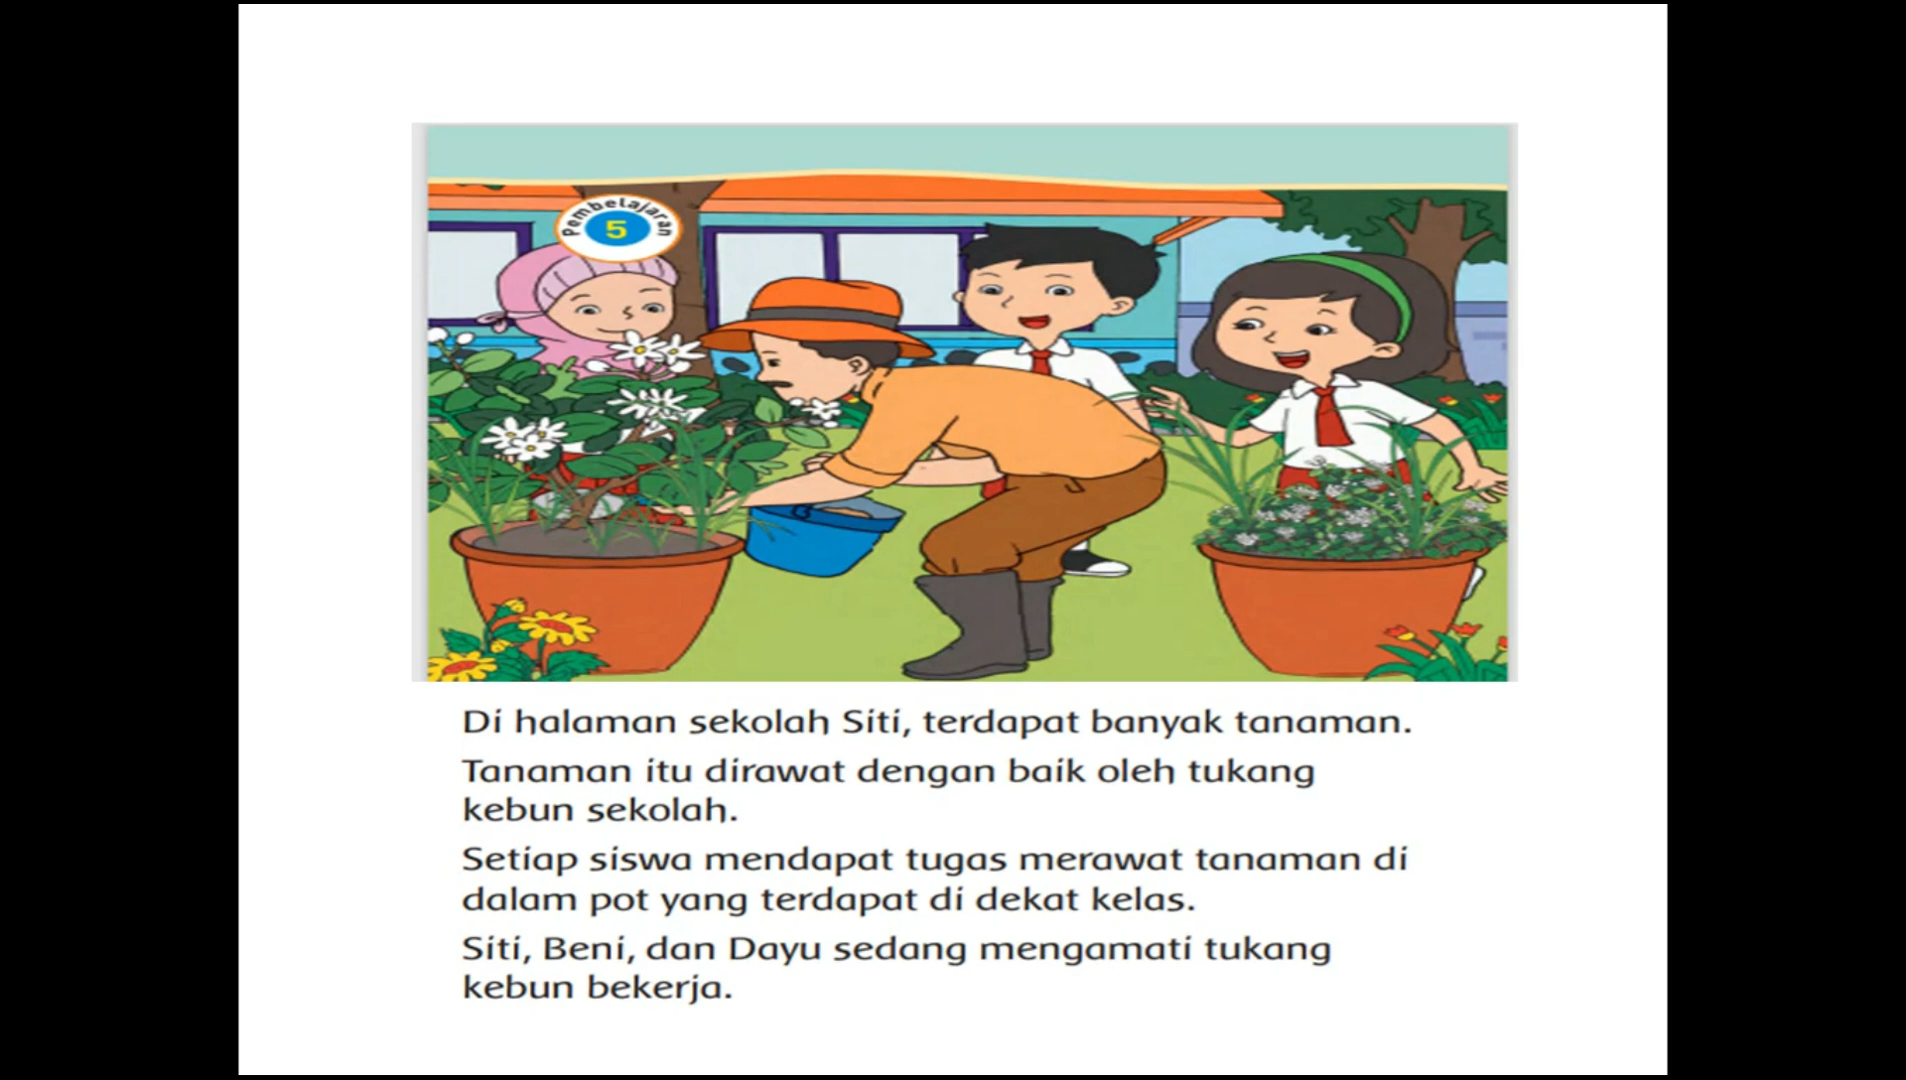 Pembelajaran
5
Di halaman sekolah Siti, terdapat banyak tanaman.
Tanaman itu dirawat dengan baik oleh tukang
kebun sekolah.
Setiap siswa mendapat tugas merawat tanaman di
dalam pot yang terdapat di dekat kelas.
Siti, Beni, dan Dayu sedang mengamati tukang
kebun bekerja.